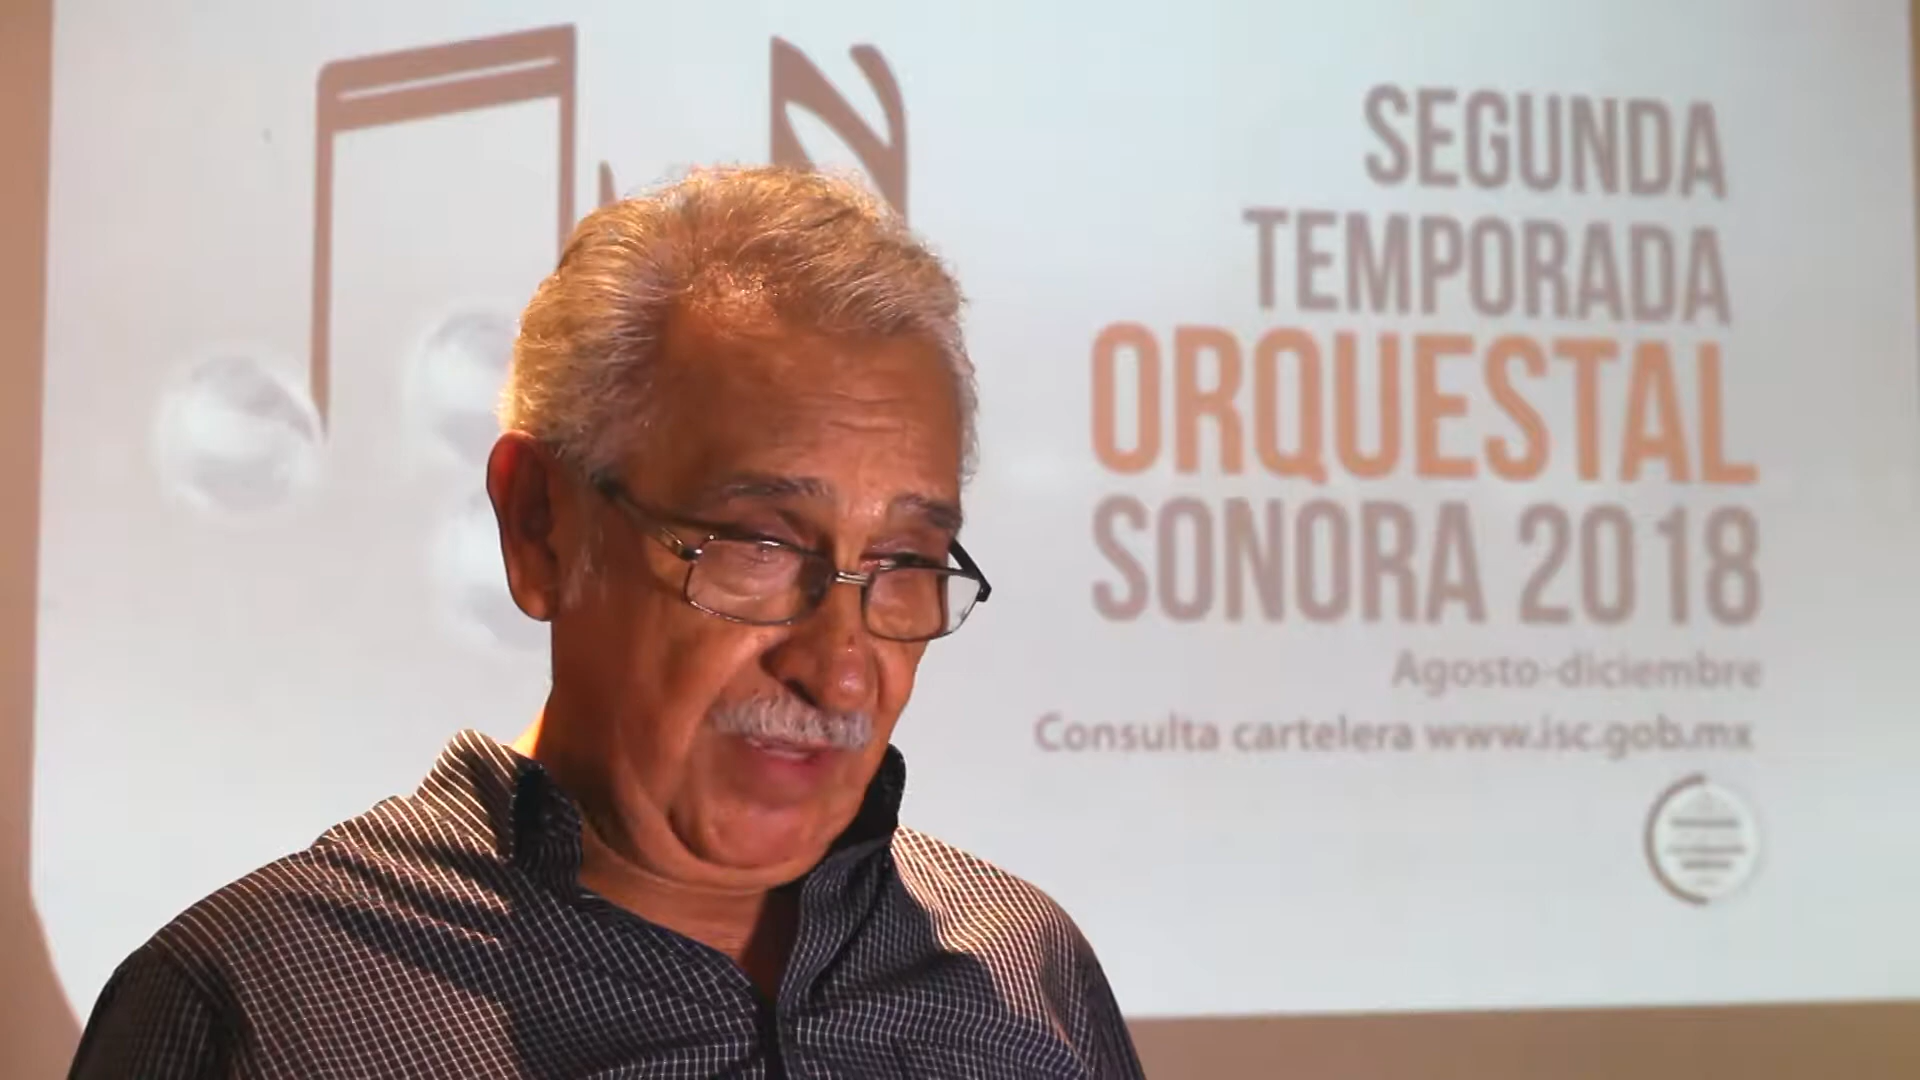 SEGUNDA
TEMPORADA
ORQUESTAL
SONORA 2018
Agosto-diciembre
Consulta cartelera www.isc.gob.mx